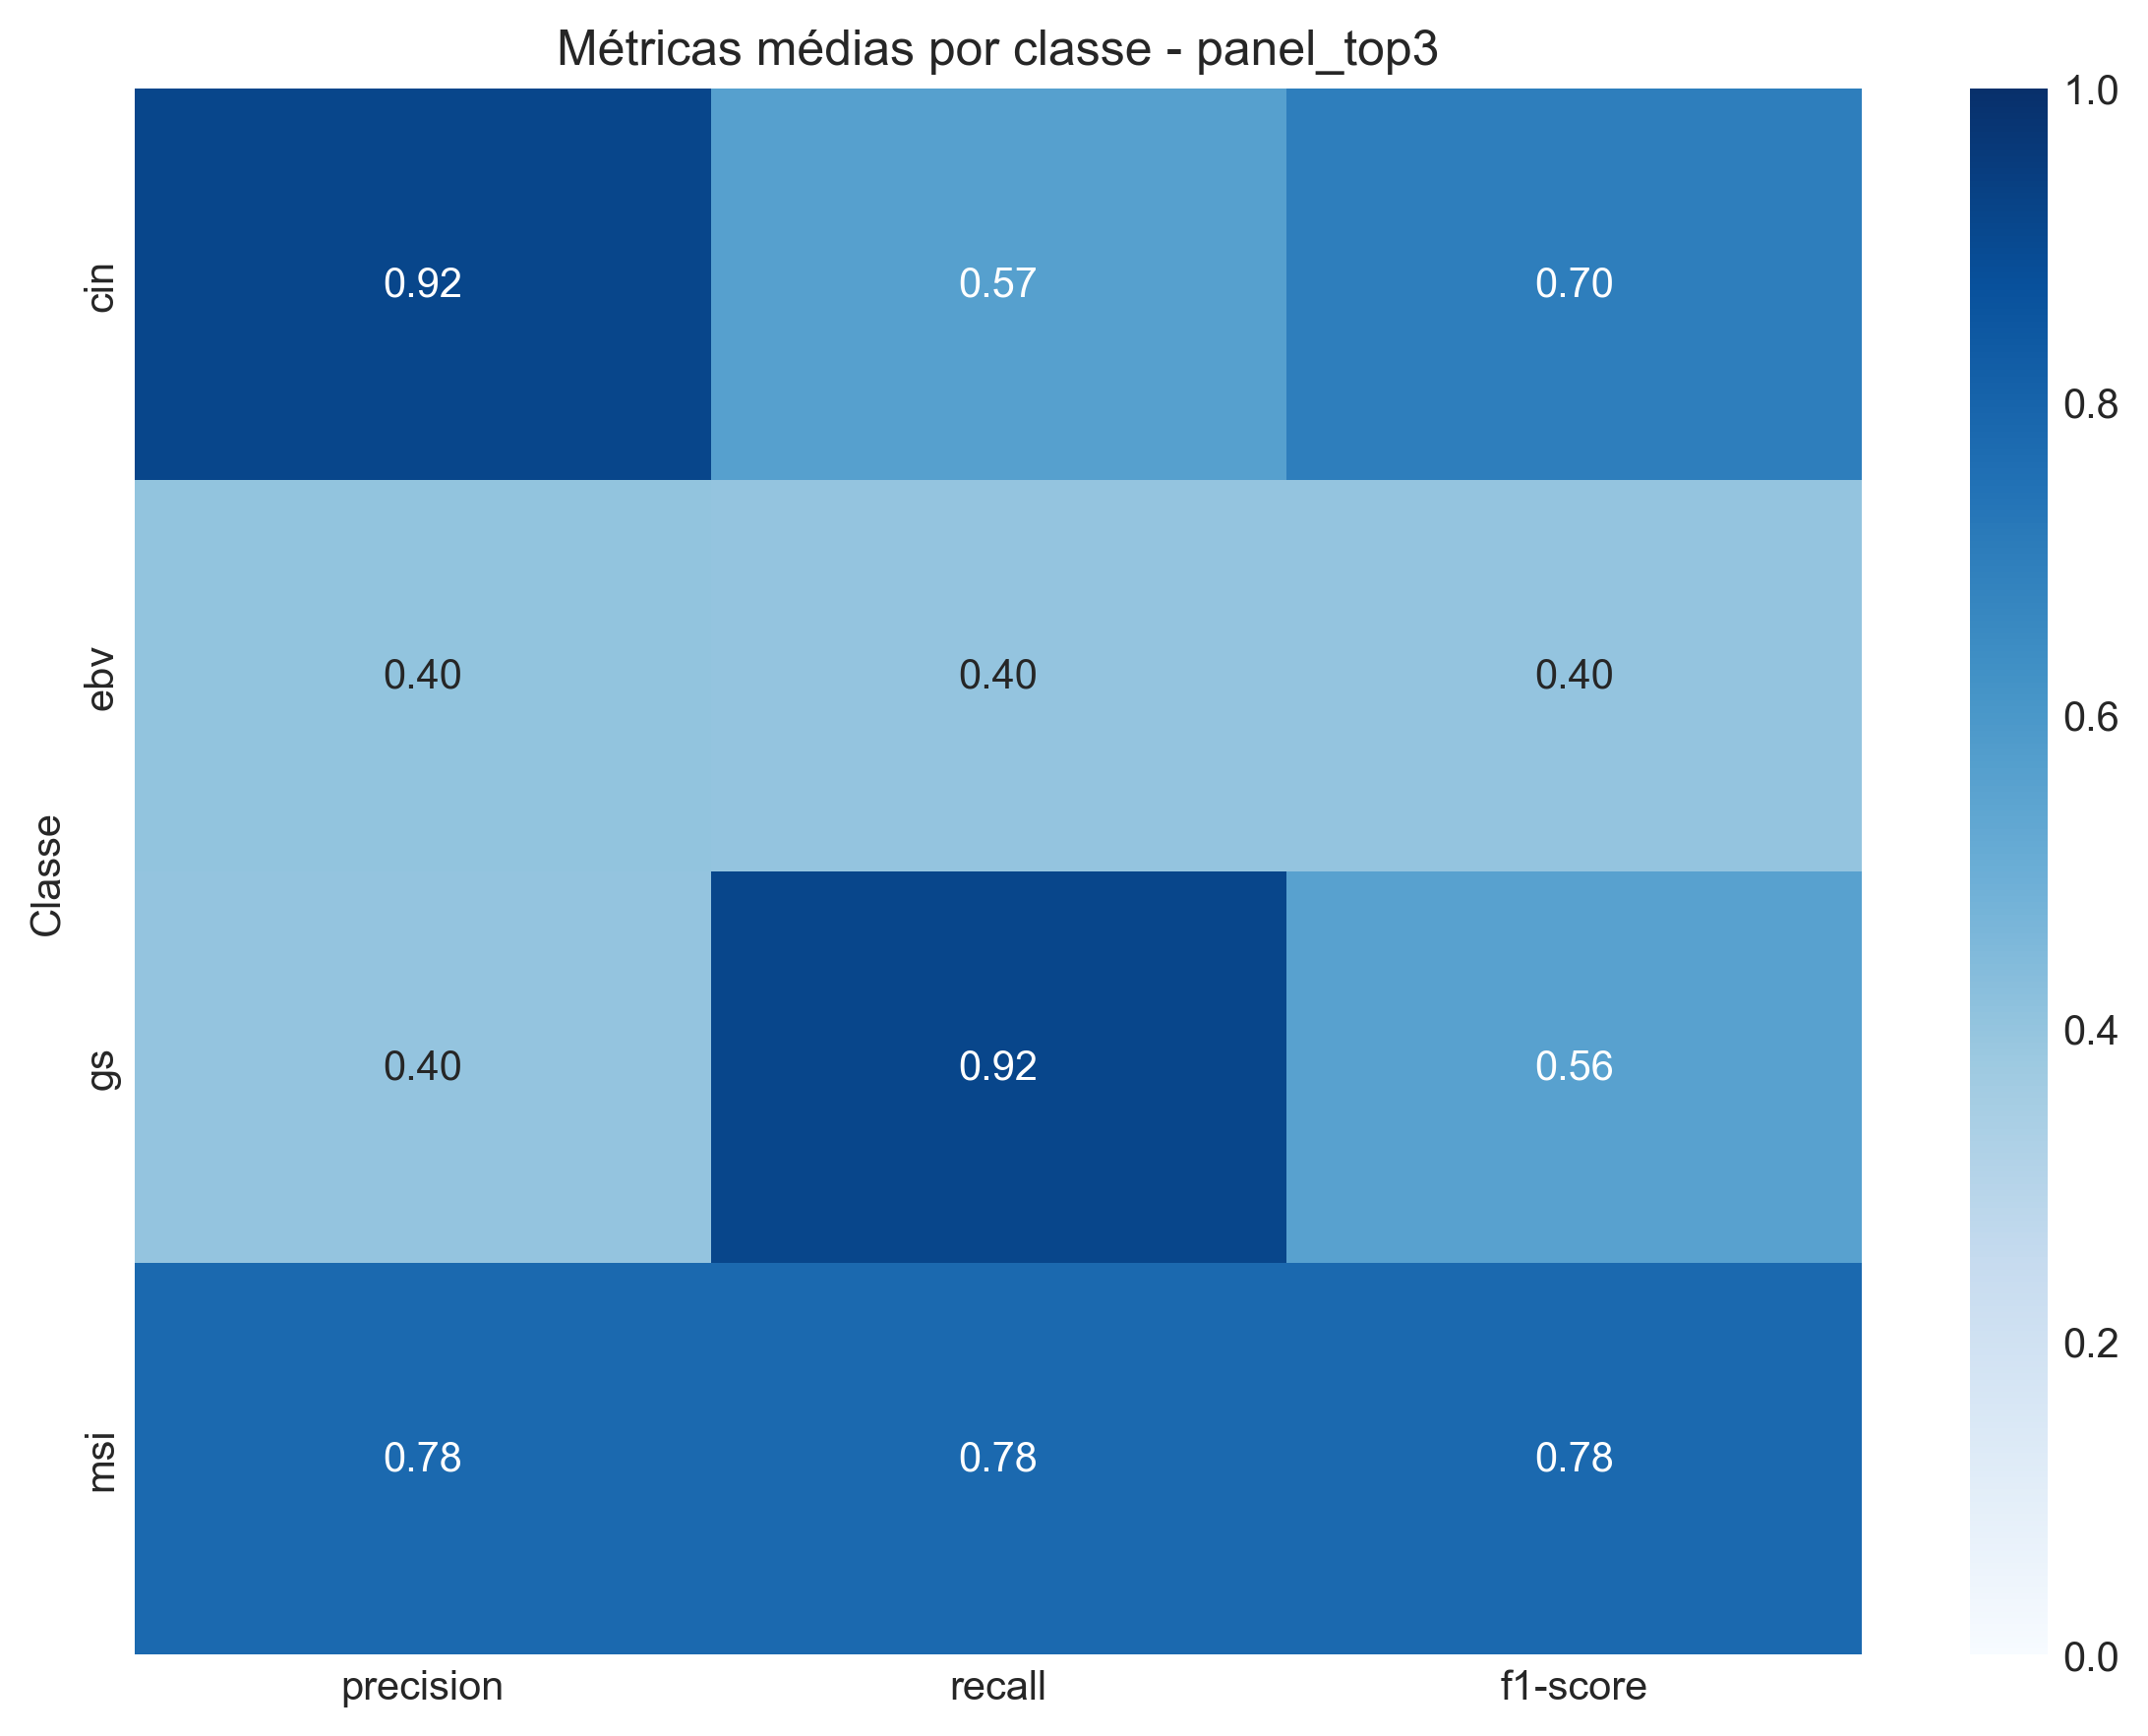 Métricas médias por classe - panel_top3
Classe
cin
0.92 0.57 0.70
ebv
0.40 0.40 0.40
gs
0.40 0.92 0.56
msi
0.78 0.78 0.78
precision recall f1-score
1.0
0.8
0.6
0.4
0.2
0.0